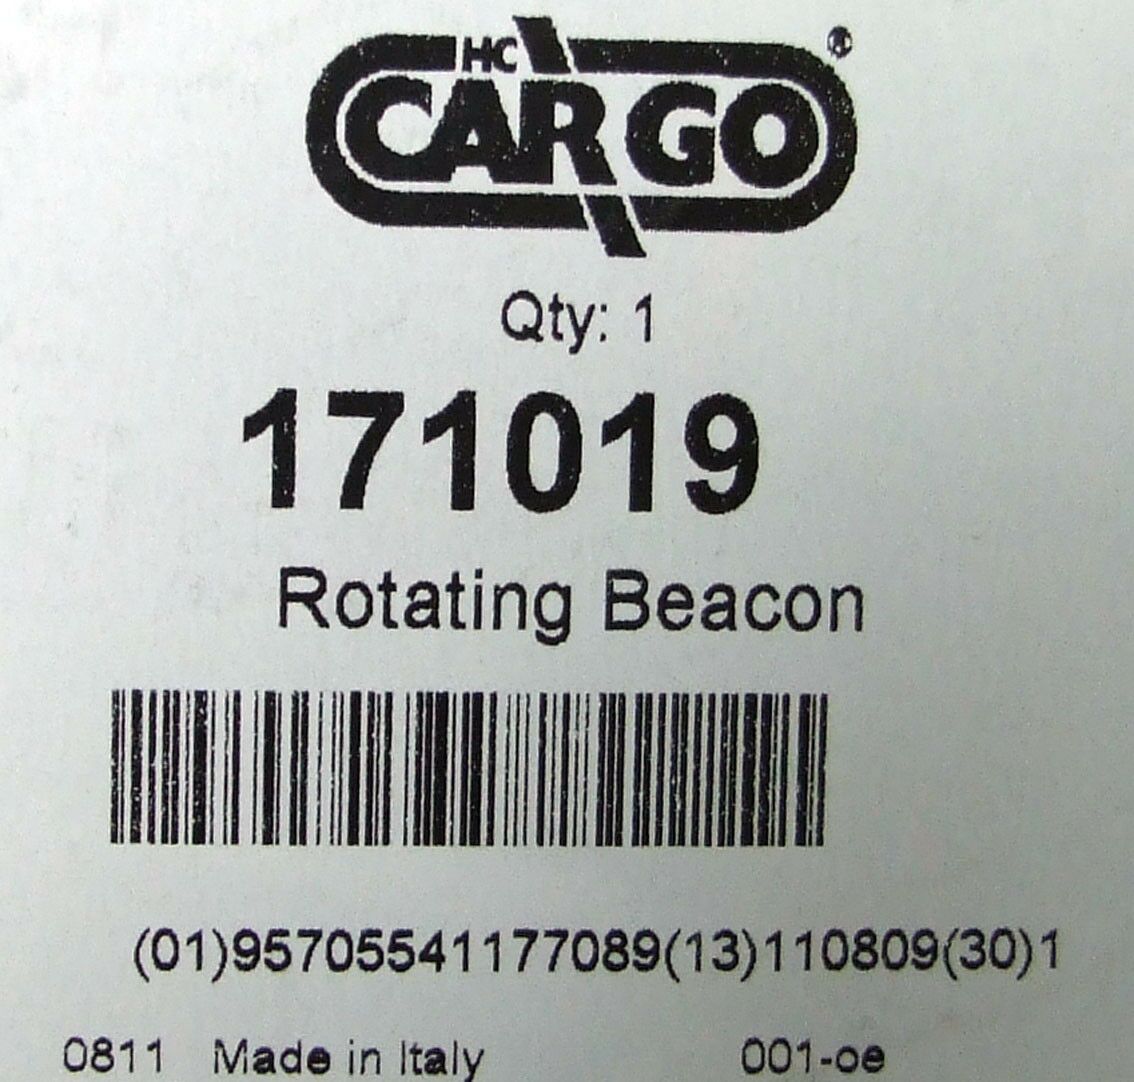 HC
CARGO®
Qty: 1
171019
Rotating Beacon
(01)95705541177089(13)110809(30)1
0811 Made in Italy 001-oe